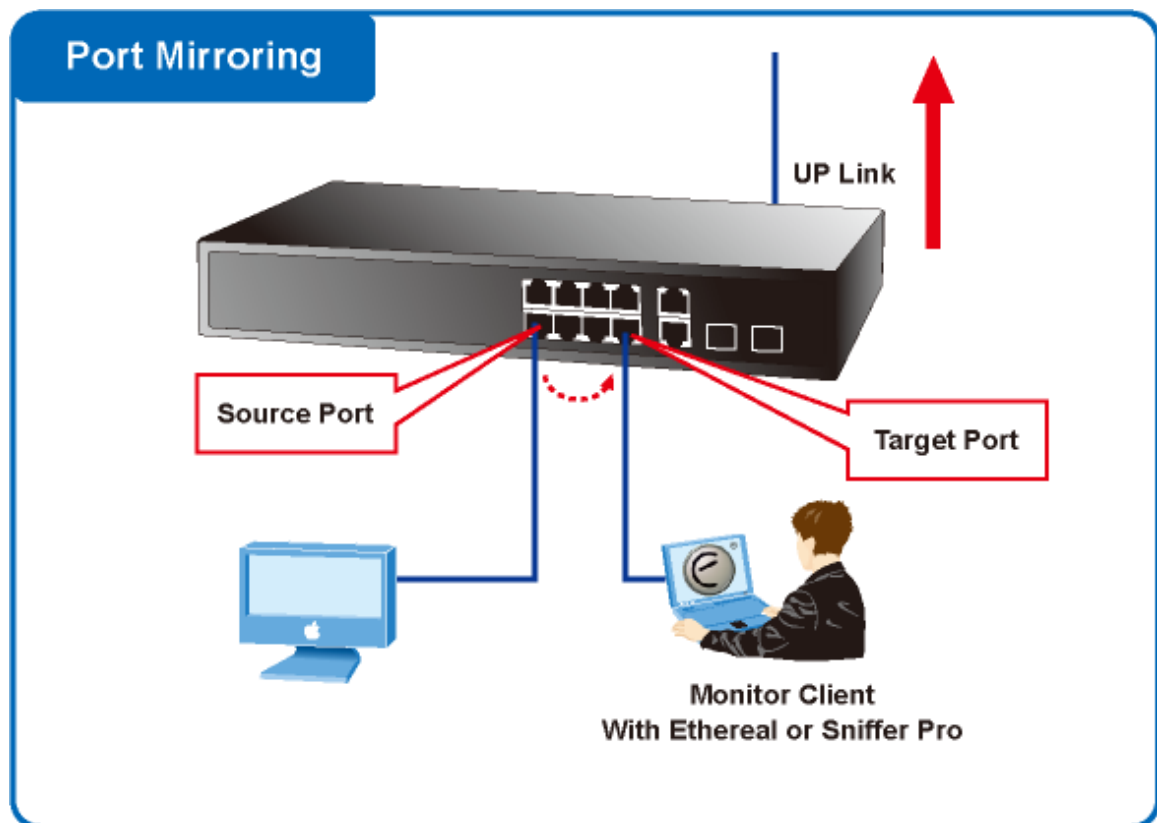 Port Mirroring
UP Link
Source Port
Target Port
Monitor Client
With Ethereal or Sniffer Pro